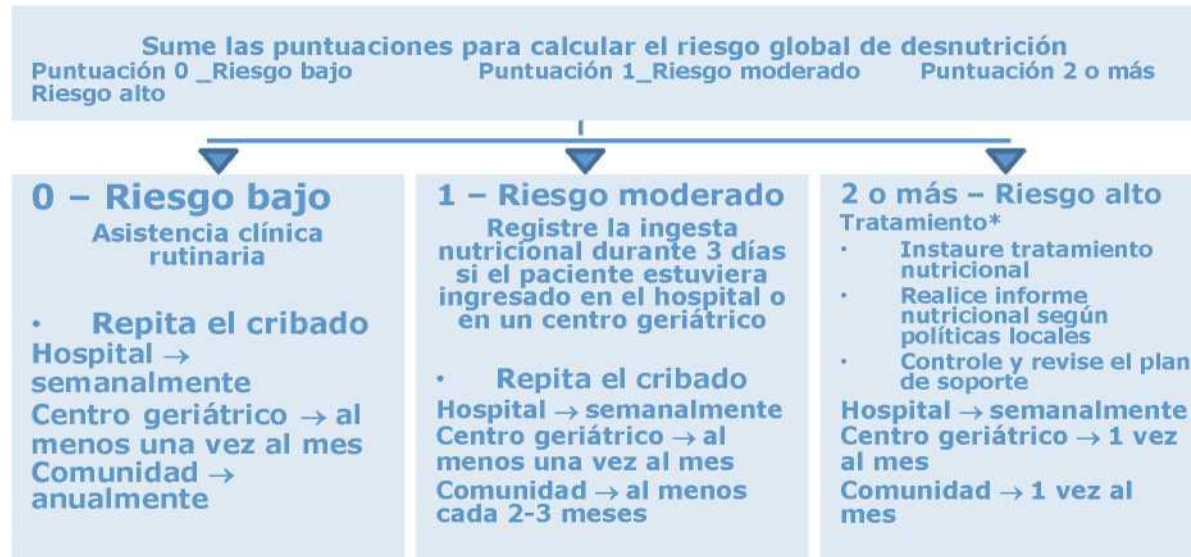 Sume las puntuaciones para calcular el riesgo global de desnutrición
Puntuación 0 _Riesgo bajo Puntuación 1_Riesgo moderado Puntuación 2 o más
Riesgo alto
0 – Riesgo bajo
Asistencia clínica
rutinaria
• Repita el cribado
Hospital →
semanalmente
Centro geriátrico → al
menos una vez al mes
Comunidad →
anualmente
1 – Riesgo moderado
Registre la ingesta
nutricional durante 3 días
si el paciente estuviera
ingresado en el hospital o
en un centro geriátrico
• Repita el cribado
Hospital → semanalmente
Centro geriátrico → al
menos una vez al mes
Comunidad → al menos
cada 2-3 meses
2 o más – Riesgo alto
Tratamiento*
• Instaure tratamiento
nutricional
• Realice informe
nutricional según
políticas locales
• Controle y revise el plan
de soporte
Hospital → semanalmente
Centro geriátrico → 1 vez
al mes
Comunidad → 1 vez al
mes